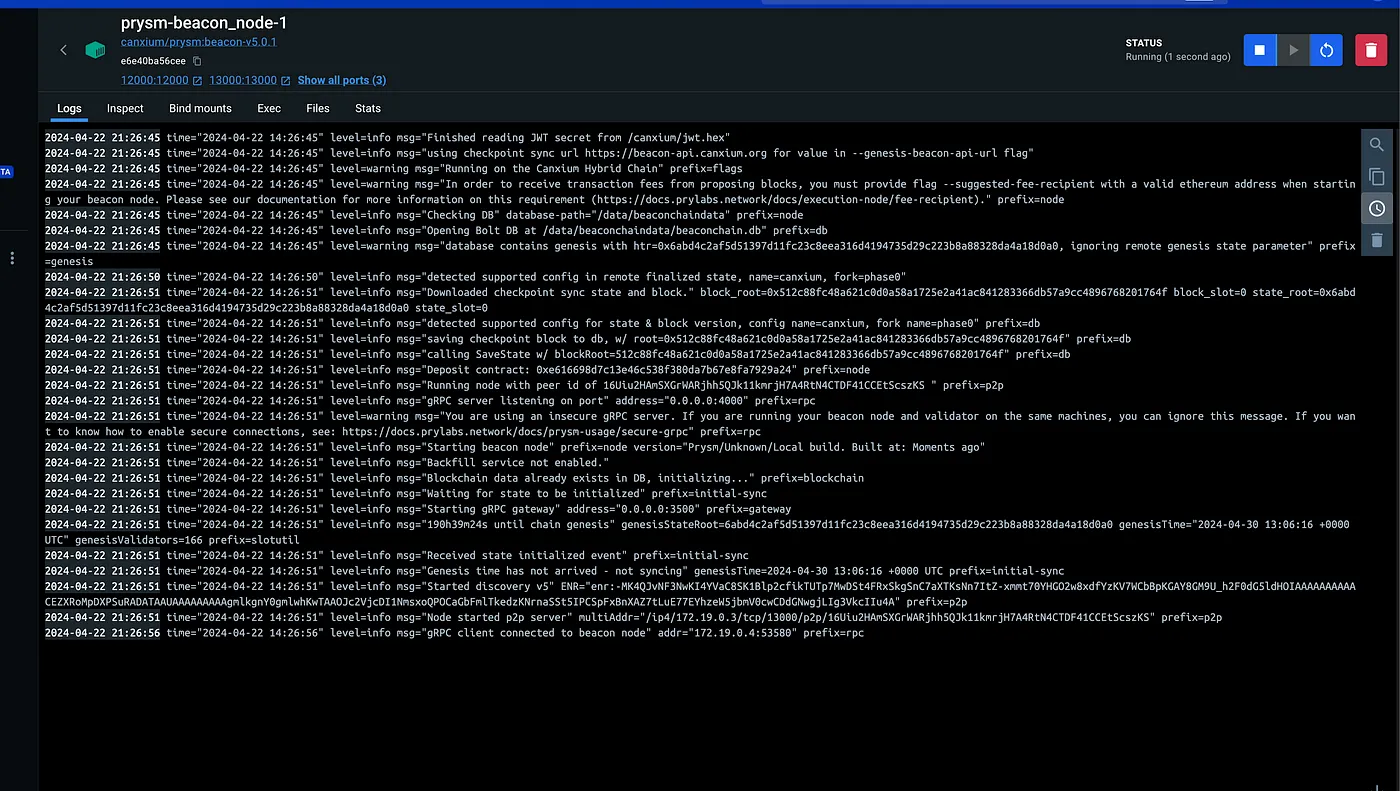 prysm-beacon_node-1
canxium/prysm:beacon-v5.0.1
e6e40ba56cee
12000:12000 13000:13000 Show all ports (3)
STATUS
Running (1 second ago)
TA
Logs Inspect Bind mounts Exec Files Stats
2024-04-22 21:26:45 time="2024-04-22 14:26:45" level=info msg="Finished reading JWT secret from /canxium/jwt.hex"
2024-04-22 21:26:45 time="2024-04-22 14:26:45" level=info msg="using checkpoint sync url https://beacon-api.canxium.org for value in --genesis-beacon-api-url flag"
2024-04-22 21:26:45 time="2024-04-22 14:26:45" level=warning msg="Running on the Canxium Hybrid Chain" prefix=flags
2024-04-22 21:26:45 time="2024-04-22 14:26:45" level=warning msg="In order to receive transaction fees from proposing blocks, you must provide flag --suggested-fee-recipient with a valid ethereum address when startin
g your beacon node. Please see our documentation for more information on this requirement (https://docs.prylabs.network/docs/execution-node/fee-recipient)." prefix=node
2024-04-22 21:26:45 time="2024-04-22 14:26:45" level=info msg="Checking DB" database-path="/data/beaconchaindata" prefix=node
2024-04-22 21:26:45 time="2024-04-22 14:26:45" level=info msg="Opening Bolt DB at /data/beaconchaindata/beaconchain.db" prefix=db
2024-04-22 21:26:45 time="2024-04-22 14:26:45" level=warning msg="database contains genesis with htr=0x6abd4c2af5d51397d11fc23c8eea316d4194735d29c223b8a88328da4a18d0a0, ignoring remote genesis state parameter" prefix
=genesis
2024-04-22 21:26:50 time="2024-04-22 14:26:50" level=info msg="detected supported config in remote finalized state, name=canxium, fork=phase0"
2024-04-22 21:26:51 time="2024-04-22 14:26:51" level=info msg="Downloaded checkpoint sync state and block." block_root=0x512c88fc48a621c0d0a58a1725e2a41ac841283366db57a9cc4896768201764f block_slot=0 state_root=0x6abd
4c2af5d51397d11fc23c8eea316d4194735d29c223b8a88328da4a18d0a0 state_slot=0
2024-04-22 21:26:51 time="2024-04-22 14:26:51" level=info msg="detected supported config for state & block version, config name=canxium, fork name=phase0" prefix=db
2024-04-22 21:26:51 time="2024-04-22 14:26:51" level=info msg="saving checkpoint block to db, w/ root=0x512c88fc48a621c0d0a58a1725e2a41ac841283366db57a9cc4896768201764f" prefix=db
2024-04-22 21:26:51 time="2024-04-22 14:26:51" level=info msg="calling SaveState w/ blockRoot=512c88fc48a621c0d0a58a1725e2a41ac841283366db57a9cc4896768201764f" prefix=db
2024-04-22 21:26:51 time="2024-04-22 14:26:51" level=info msg="Deposit contract: 0xe616698d7c13e46c538f380da7b67e8fa7929a24" prefix=node
2024-04-22 21:26:51 time="2024-04-22 14:26:51" level=info msg="Running node with peer id of 16Uiu2HAmSXGrWARjhh5QJk11kmrjH7A4RtN4CTDF41CCEtScszKS " prefix=p2p
2024-04-22 21:26:51 time="2024-04-22 14:26:51" level=info msg="gRPC server listening on port" address="0.0.0.0:4000" prefix=rpc
2024-04-22 21:26:51 time="2024-04-22 14:26:51" level=warning msg="You are using an insecure gRPC server. If you are running your beacon node and validator on the same machines, you can ignore this message. If you wan
t to know how to enable secure connections, see: https://docs.prylabs.network/docs/prysm-usage/secure-grpc" prefix=rpc
2024-04-22 21:26:51 time="2024-04-22 14:26:51" level=info msg="Starting beacon node" prefix=node version="Prysm/Unknown/Local build. Built at: Moments ago"
2024-04-22 21:26:51 time="2024-04-22 14:26:51" level=info msg="Backfill service not enabled."
2024-04-22 21:26:51 time="2024-04-22 14:26:51" level=info msg="Blockchain data already exists in DB, initializing..." prefix=blockchain
2024-04-22 21:26:51 time="2024-04-22 14:26:51" level=info msg="Waiting for state to be initialized" prefix=initial-sync
2024-04-22 21:26:51 time="2024-04-22 14:26:51" level=info msg="Starting gRPC gateway" address="0.0.0.0:3500" prefix=gateway
2024-04-22 21:26:51 time="2024-04-22 14:26:51" level=info msg="190h39m24s until chain genesis" genesisStateRoot=6abd4c2af5d51397d11fc23c8eea316d4194735d29c223b8a88328da4a18d0a0 genesisTime="2024-04-30 13:06:16 +0000
UTC" genesisValidators=166 prefix=slotutil
2024-04-22 21:26:51 time="2024-04-22 14:26:51" level=info msg="Received state initialized event" prefix=initial-sync
2024-04-22 21:26:51 time="2024-04-22 14:26:51" level=info msg="Genesis time has not arrived - not syncing" genesisTime=2024-04-30 13:06:16 +0000 UTC prefix=initial-sync
2024-04-22 21:26:51 time="2024-04-22 14:26:51" level=info msg="Started discovery v5" ENR="enr:-MK4QJvNF3NwKI4YVaC8SK1Blp2cfikTUTp7MwDSt4FRxSkgSnC7aXTKsNn7ItZ-xmmt70YHGO2w8xdfYzKV7WCbBpKGAY8GM9U_h2F0dG5ldHOIAAAAAAAAAA
CEZXRoMpDXPSuRADATAAUAAAAAAAAAgmlkgnY0gmlwhKwTAAOJc2VjcDI1NmsxoQPOCaGbFmlTkedzKNrnaSSt5IPCSpFxBnXAZ7tLuE77EYhzeW5jbmV0cwCDdGNwgjLIg3VkcIIu4A" prefix=p2p
2024-04-22 21:26:51 time="2024-04-22 14:26:51" level=info msg="Node started p2p server" multiAddr="/ip4/172.19.0.3/tcp/13000/p2p/16Uiu2HAmSXGrWARjhh5QJk11kmrjH7A4RtN4CTDF41CCEtScszKS" prefix=p2p
2024-04-22 21:26:56 time="2024-04-22 14:26:56" level=info msg="gRPC client connected to beacon node" addr="172.19.0.4:53580" prefix=rpc